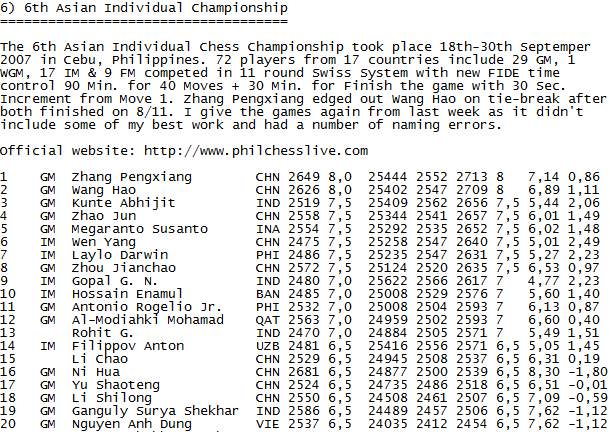 6) 6th Asian Individual Championship
====================================
The 6th Asian Individual Chess Championship took place 18th-30th Septemper
2007 in Cebu, Philippines. 72 players from 17 countries include 29 GM, 1
WGM, 17 IM & 9 FM competed in 11 round Swiss System with new FIDE time
control 90 Min. for 40 Moves + 30 Min. for Finish the game with 30 Sec.
Increment from Move 1. Zhang Pengxiang edged out Wang Hao on tie-break after
both finished on 8/11. I give the games again from last week as it didn't
include some of my best work and had a number of naming errors.
Official website: http://www.philchesslive.com
1 GM Zhang Pengxiang CHN 2649 8,0 25444 2552 2713 8 7,14 0,86
2 GM Wang Hao CHN 2626 8,0 25402 2547 2709 8 6,89 1,11
3 GM Kunte Abhijit IND 2519 7,5 25409 2562 2656 7,5 5,44 2,06
4 GM Zhao Jun CHN 2558 7,5 25344 2541 2657 7,5 6,01 1,49
5 GM Megaranto Susanto INA 2554 7,5 25292 2535 2652 7,5 6,02 1,48
6 IM Wen Yang CHN 2475 7,5 25258 2547 2640 7,5 5,01 2,49
7 IM Laylo Darwin PHI 2486 7,5 25235 2547 2631 7,5 5,27 2,23
8 GM Zhou Jianchao CHN 2572 7,5 25124 2520 2635 7,5 6,53 0,97
9 IM Gopal G. N. IND 2480 7,0 25622 2566 2617 7 4,77 2,23
10 IM Hossain Enamul BAN 2485 7,0 25008 2529 2576 7 5,60 1,40
11 GM Antonio Rogelio Jr. PHI 2532 7,0 25008 2504 2593 7 6,13 0,87
12 GM Al-Modiahki Mohamad QAT 2563 7,0 24959 2502 2593 7 6,60 0,40
13 Rohit G. IND 2470 7,0 24884 2505 2571 7 5,49 1,51
14 IM Filippov Anton UZB 2481 6,5 25416 2556 2571 6,5 5,05 1,45
15 Li Chao CHN 2529 6,5 24945 2508 2537 6,5 6,31 0,19
16 GM Ni Hua CHN 2681 6,5 24877 2500 2539 6,5 8,30 -1,80
17 GM Yu Shaoteng CHN 2524 6,5 24735 2486 2518 6,5 6,51 -0,01
18 GM Li Shilong CHN 2550 6,5 24508 2461 2507 6,5 7,09 -0,59
19 GM Ganguly Surya Shekhar IND 2586 6,5 24489 2457 2506 6,5 7,62 -1,12
20 GM Nguyen Anh Dung VIE 2537 6,5 24035 2412 2454 6,5 7,62 -1,12